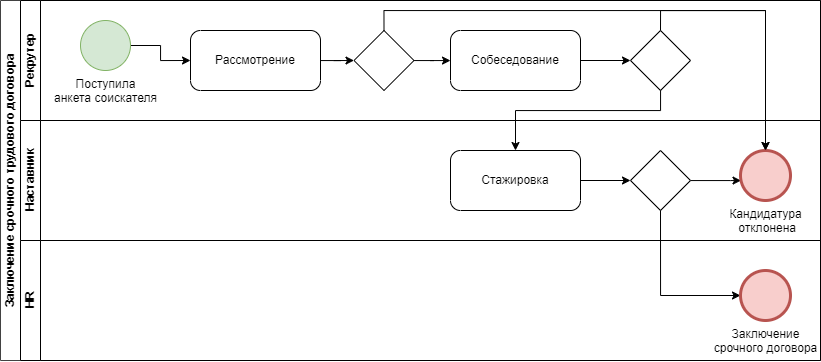 Заключение срочного трудового договора
Рекрутер
Поступила
анкета соискателя
Рассмотрение
Собеседование
Наставник
Стажировка
Кандидатура
отклонена
HR
Заключение
срочного договора